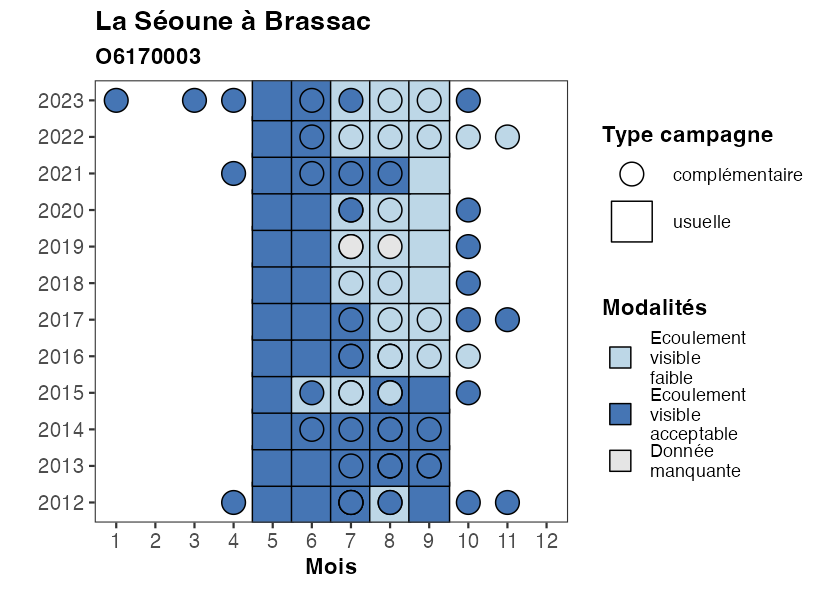 La Séoune à Brassac
O6170003
2023
2022
2021
2020
2019
2018
2017
2016
2015
2014
2013
2012
1 2 3 4 5 6 7 8 9 10 11 12
Mois
Type campagne
complémentaire
usuelle
Modalités
Ecoulement
visible
faible
Ecoulement
visible
acceptable
Donnée
manquante